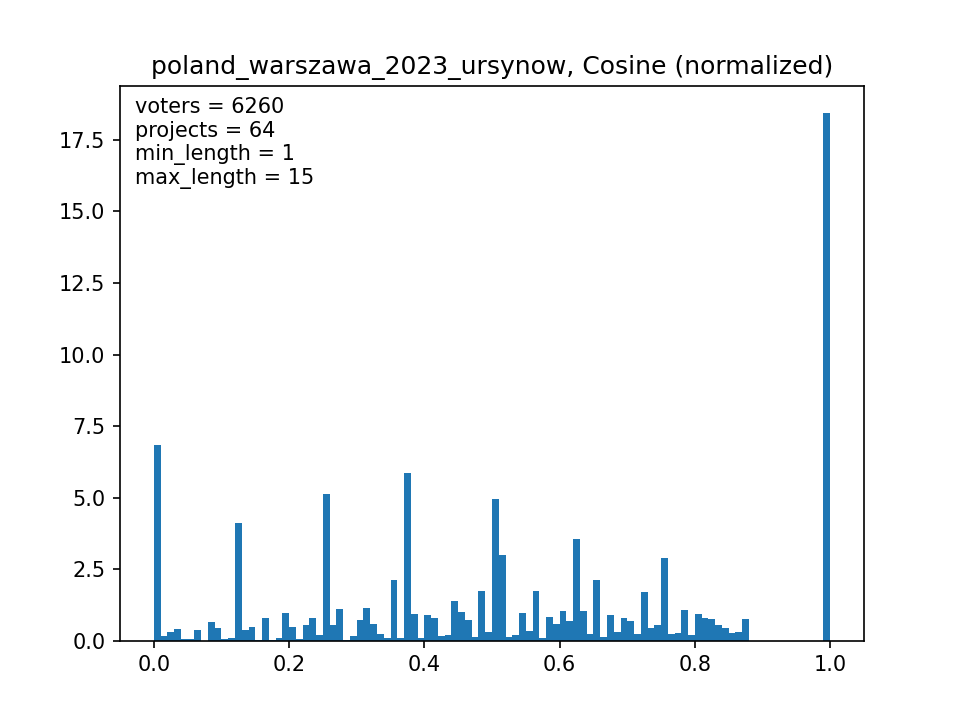 poland_warszawa_2023_ursynow, Cosine (normalized)
voters = 6260
projects = 64
min_length = 1
max_length = 15
17.5
15.0
12.5
10.0
7.5
5.0
2.5
0.0
0.0 0.2 0.4 0.6 0.8 1.0